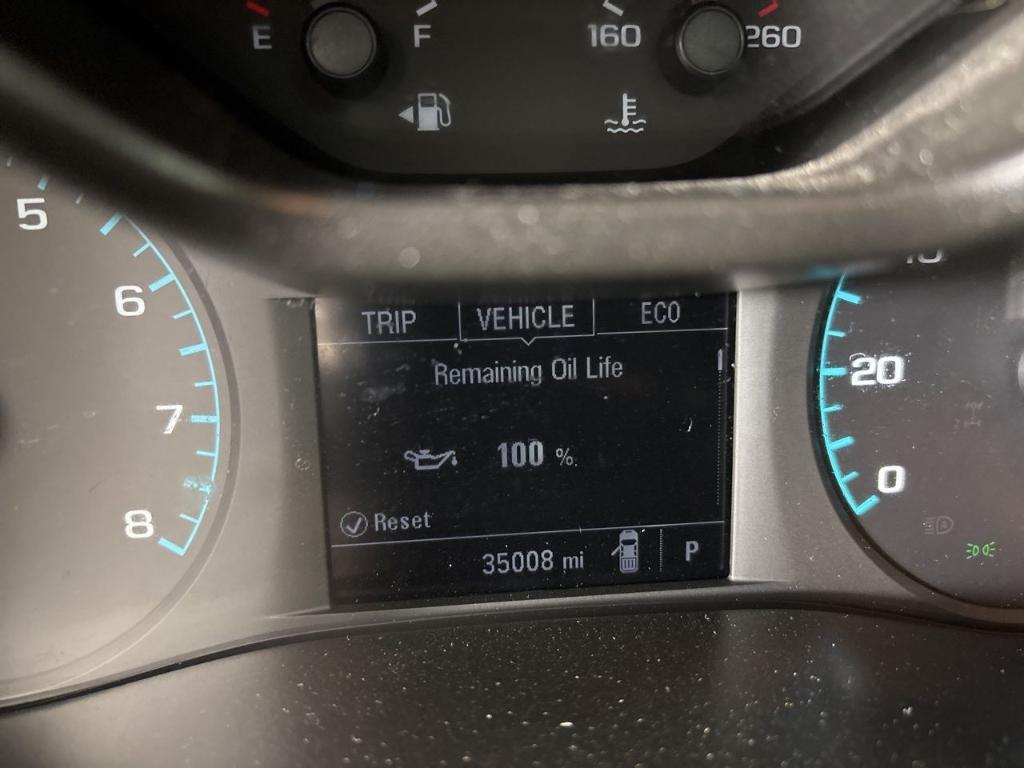 E F 160 260
5
6
7
8
TRIP VEHICLE ECO
Remaining Oil Life
100 %
Reset
35008 mi P
20
0